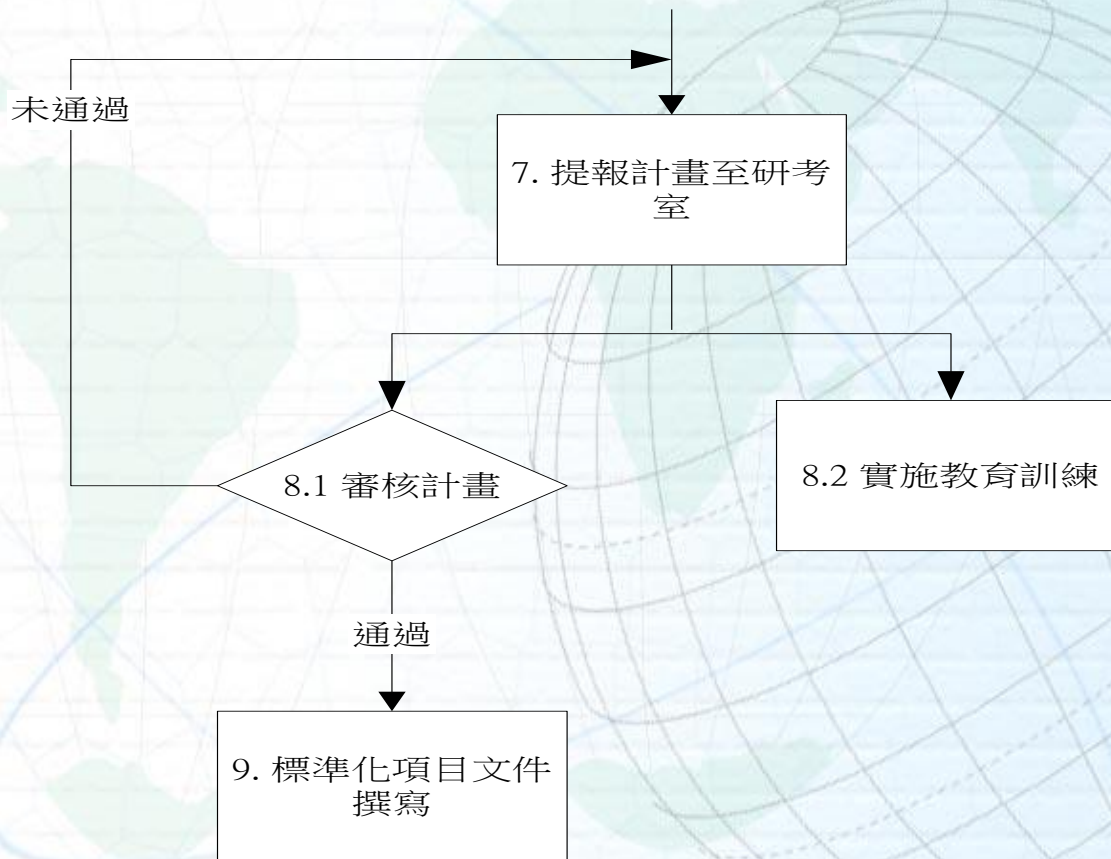 未通過
7. 提報計畫至研考
室
8.1 審核計畫
8.2 實施教育訓練
通過
9. 標準化項目文件
撰寫